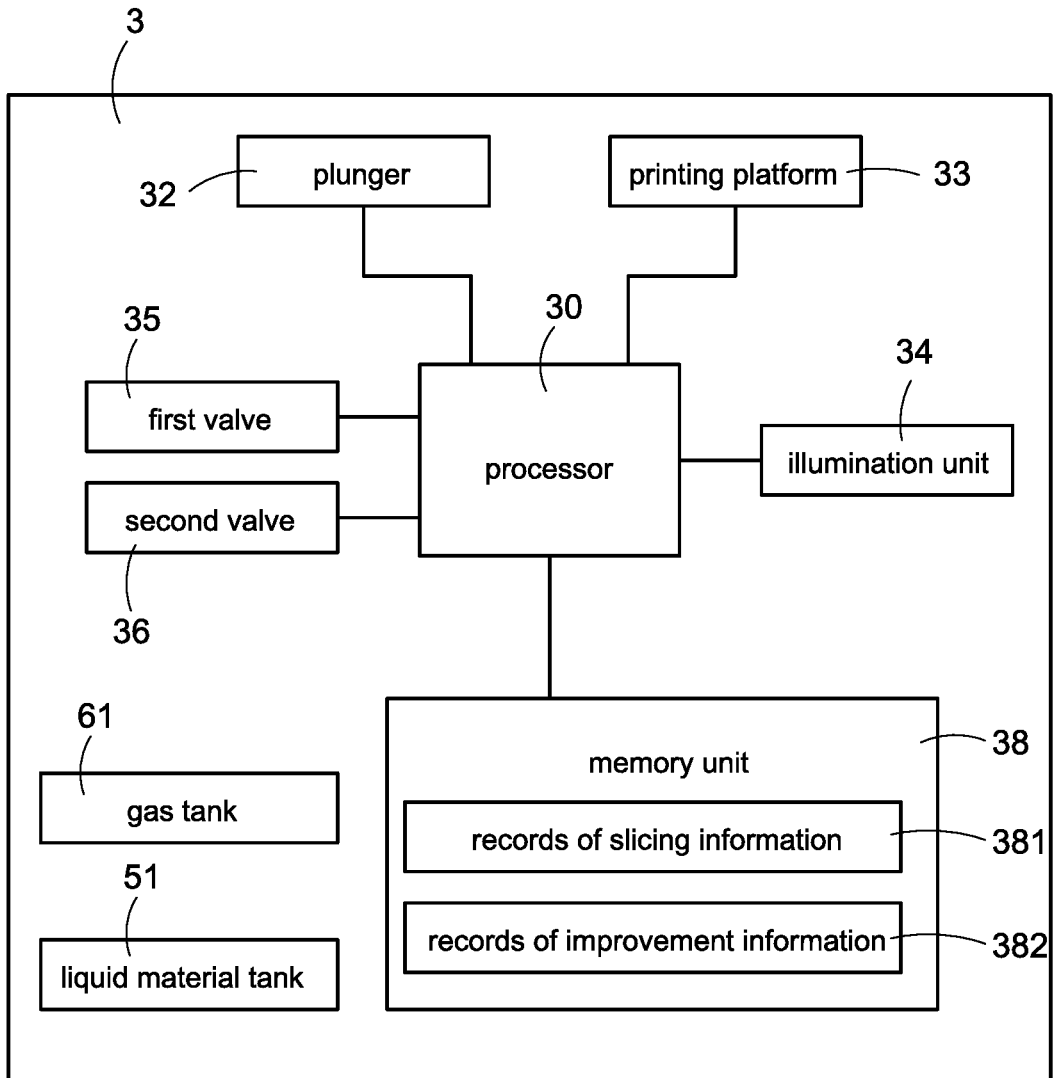 3
plunger
32
printing platform
33
35
first valve
30
processor
34
illumination unit
second valve
36
61
gas tank
51
liquid material tank
memory unit
38
records of slicing information
381
records of improvement information
382